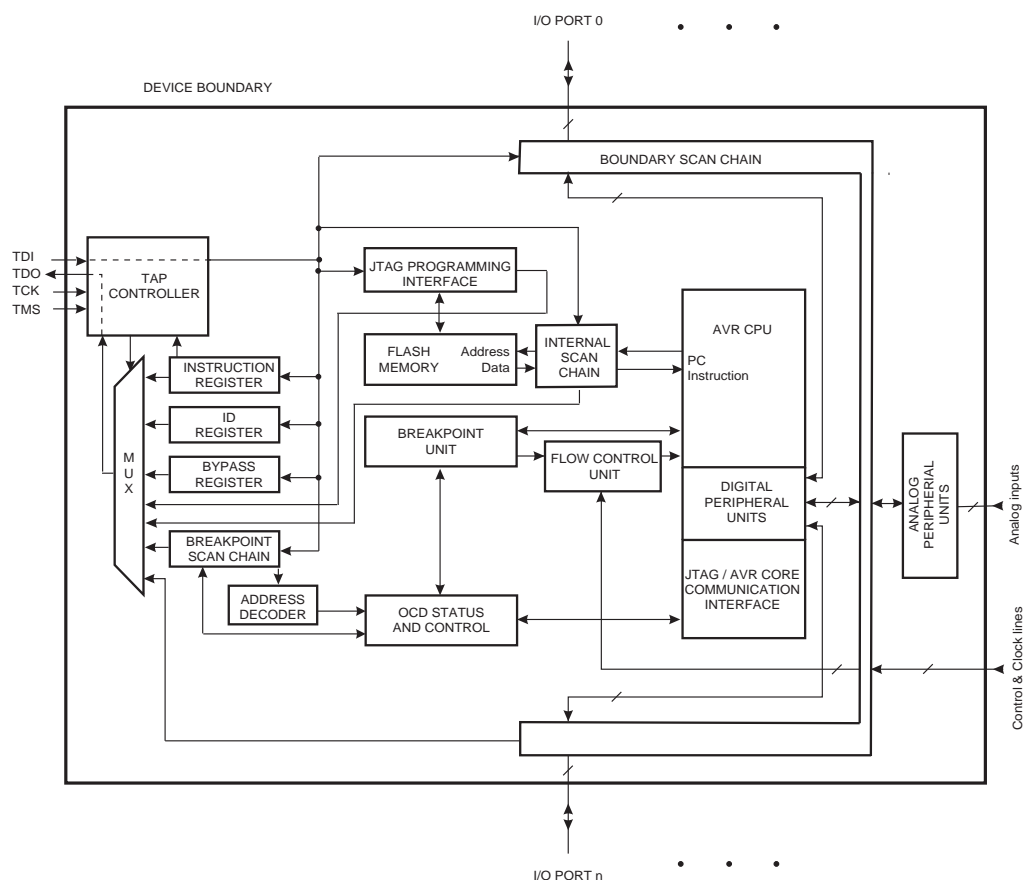 I/O PORT 0
DEVICE BOUNDARY
BOUNDARY SCAN CHAIN
TDI
TDO
TCK
TMS
TAP
CONTROLLER
JTAG PROGRAMMING
INTERFACE
AVR CPU
FLASH
MEMORY
Address
Data
INTERNAL
SCAN
CHAIN
PC
Instruction
INSTRUCTION
REGISTER
ID
REGISTER
M
U
X
BREAKPOINT
UNIT
FLOW CONTROL
UNIT
BYPASS
REGISTER
DIGITAL
PERIPHERAL
UNITS
ANALOG
PERIPHERIAL
UNITS
Analog inputs
BREAKPOINT
SCAN CHAIN
ADDRESS
DECODER
OCD STATUS
AND CONTROL
JTAG / AVR CORE
COMMUNICATION
INTERFACE
Control & Clock lines
I/O PORT n